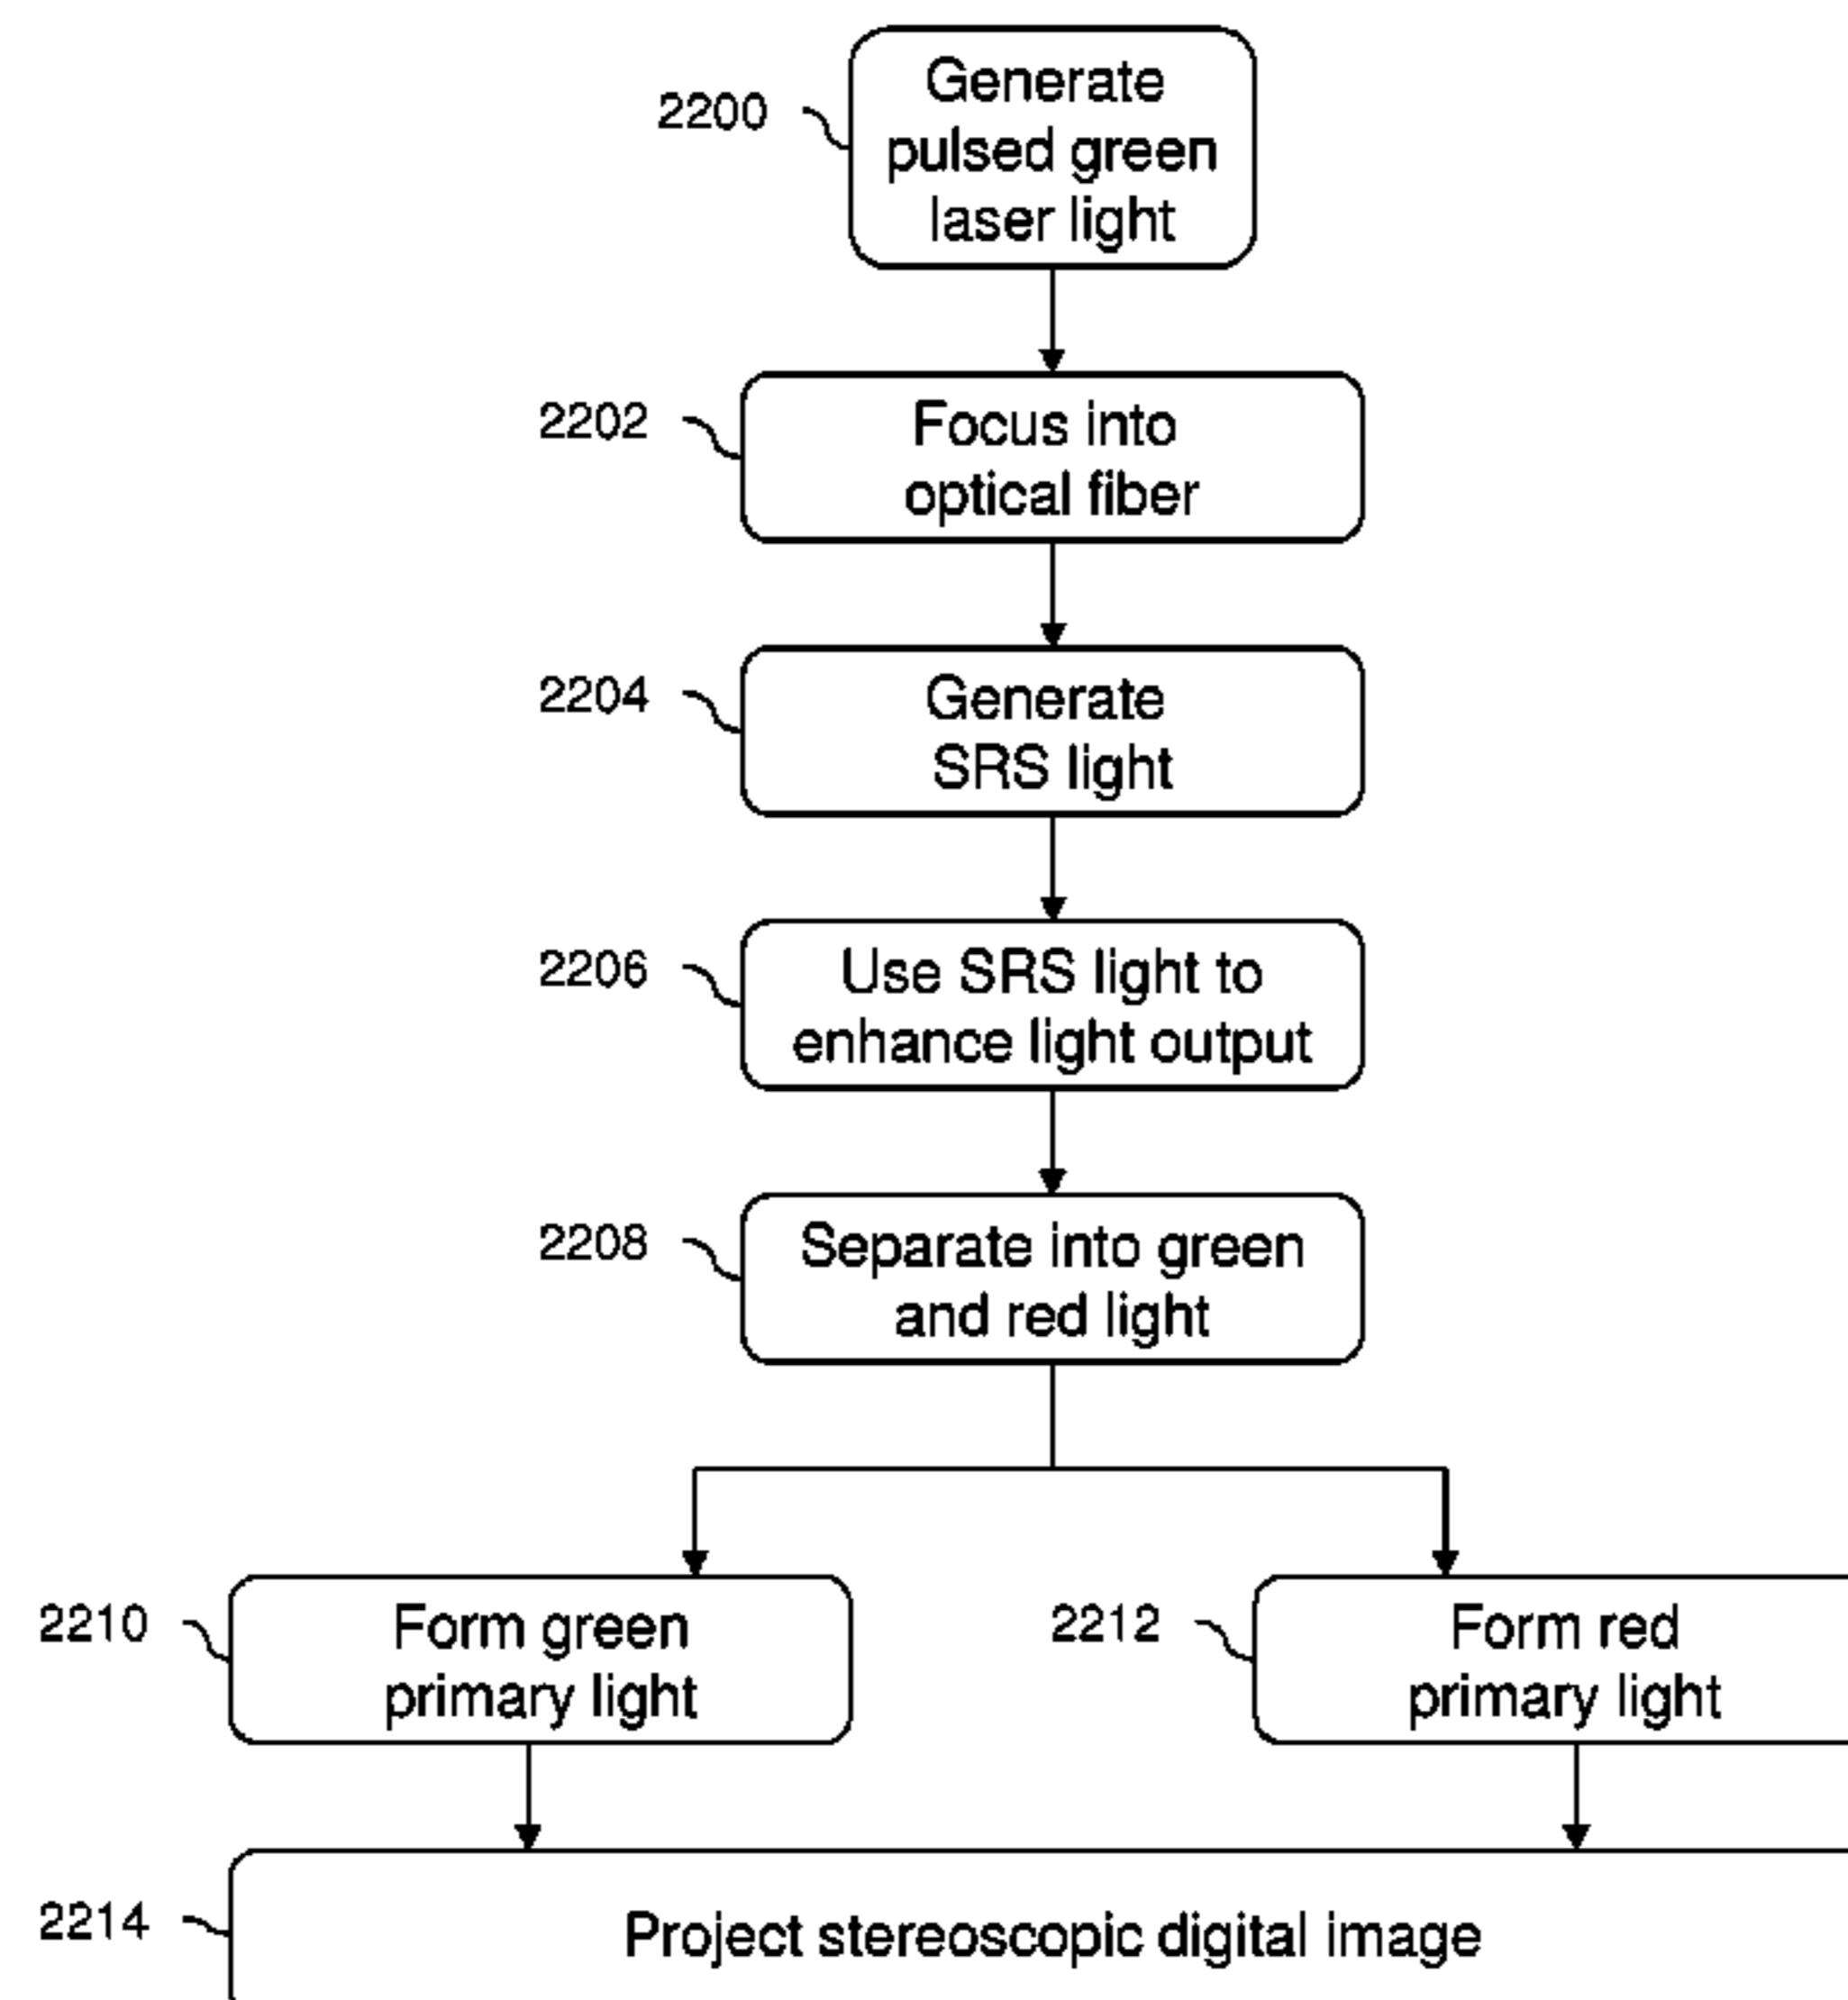 2200
Generate
pulsed green
laser light
2202
Focus into
optical fiber
2204
Generate
SRS light
2206
Use SRS light to
enhance light output
2208
Separate into green
and red light
2210
Form green
primary light
2212
Form red
primary light
2214
Project stereoscopic digital image